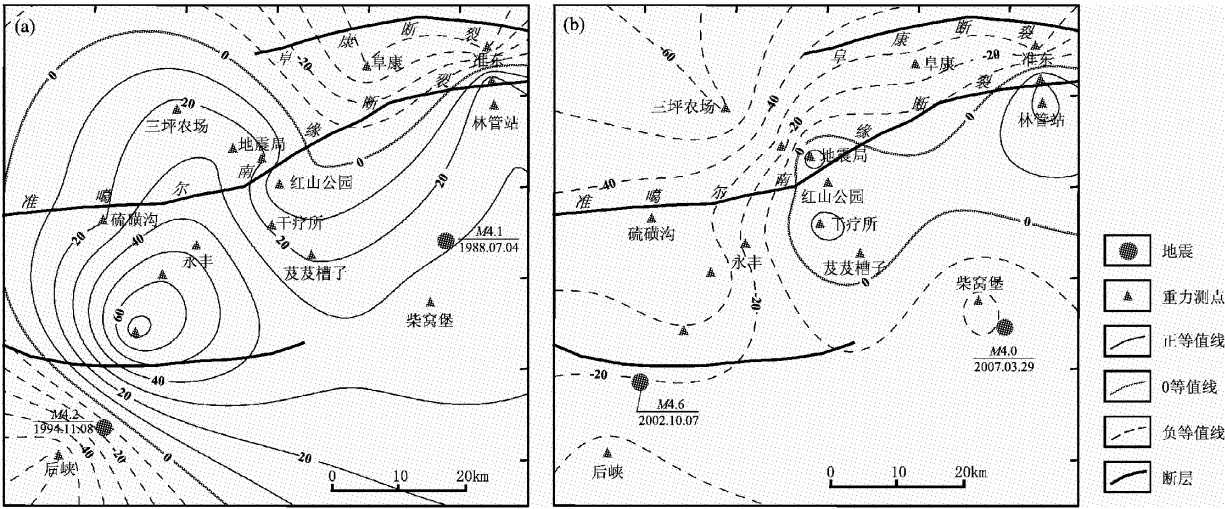 (a)
阜康断裂
-20
阜康
准东
0
20
三坪农场
地震局
林管站
准噶尔南缘断裂
红山公园
0
20
硫磺沟
20
40
干疗所
20
永丰
芨芨槽子
M4.1
1988.07.04
60
柴窝堡
40
20
M4.2
1994.11.08
-20
-40
0
后峡
20
0 10 20km
(b)
-60
阜康断裂
-20
阜康
准东
-40
三坪农场
-20
林管站
0
地震局
0
准噶尔南缘断裂
-40
红山公园
硫磺沟
干疗所
0
永丰
芨芨槽子
0
-20
柴窝堡
M4.0
2007.03.29
-20
M4.6
2002.10.07
后峡
0 10 20km
地震
重力测点
正等值线
0等值线
负等值线
断层